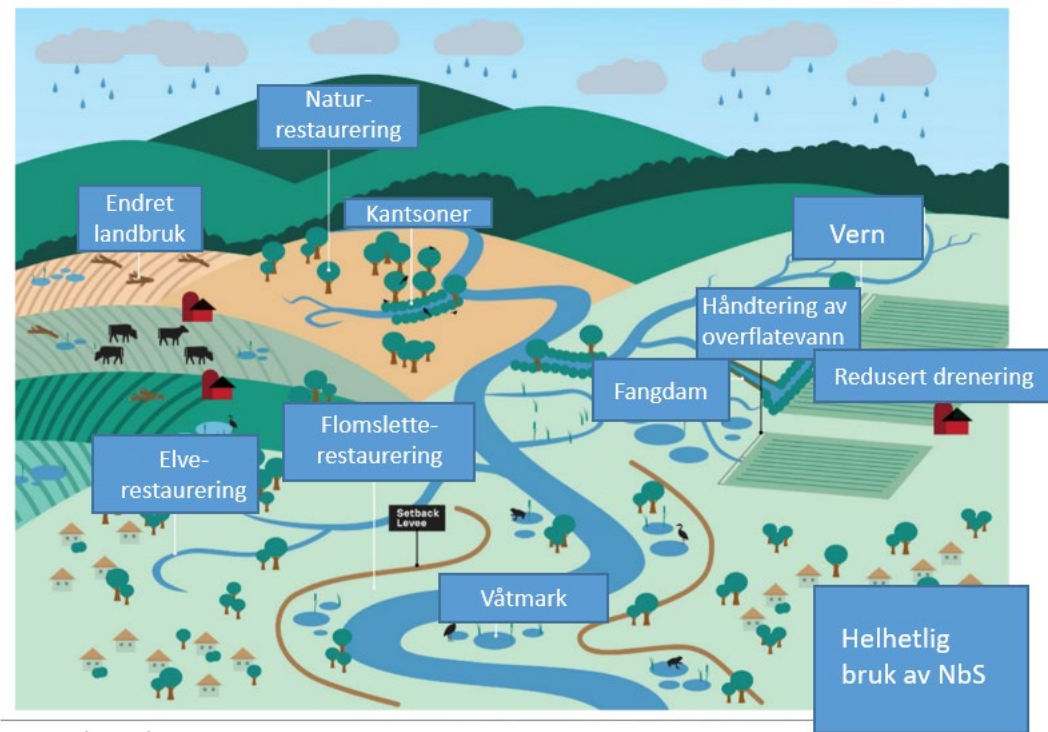 Natur-
restaurering
Endret
landbruk
Kantsoner
Vern
Håndtering av
overflatevann
Fangdam
Redusert drenering
Flomslette-
restaurering
Elve-
restaurering
Setback
Levee
Våtmark
Helhetlig
bruk av NbS